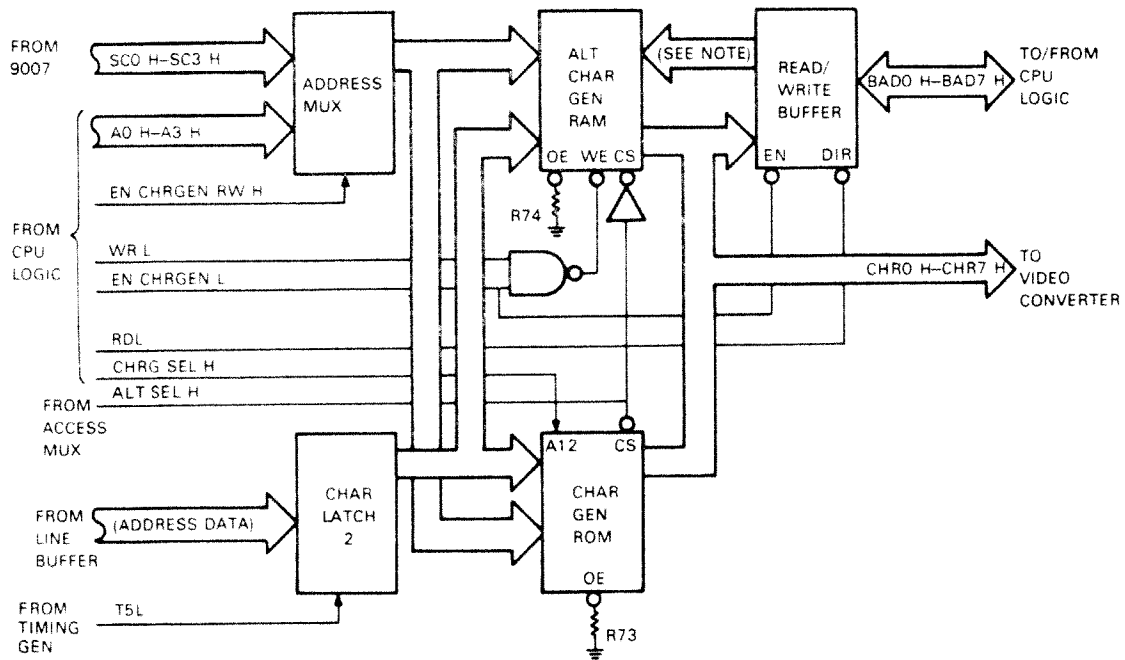 FROM
9007
SC0 H–SC3 H
ADDRESS
MUX
A0 H–A3 H
EN CHRGEN RW H
FROM
CPU
LOGIC
WR L
EN CHRGEN L
RDL
CHRG SEL H
ALT SEL H
FROM
ACCESS
MUX
ALT
CHAR
GEN
RAM
OE WE CS
R74
(SEE NOTE)
READ/
WRITE
BUFFER
EN DIR
BAD0 H–BAD7 H
TO/FROM
CPU
LOGIC
CHR0 H–CHR7 H
TO
VIDEO
CONVERTER
FROM
LINE
BUFFER
(ADDRESS DATA)
CHAR
LATCH
2
FROM
TIMING
GEN
T5L
A12 CS
CHAR
GEN
ROM
OE
R73